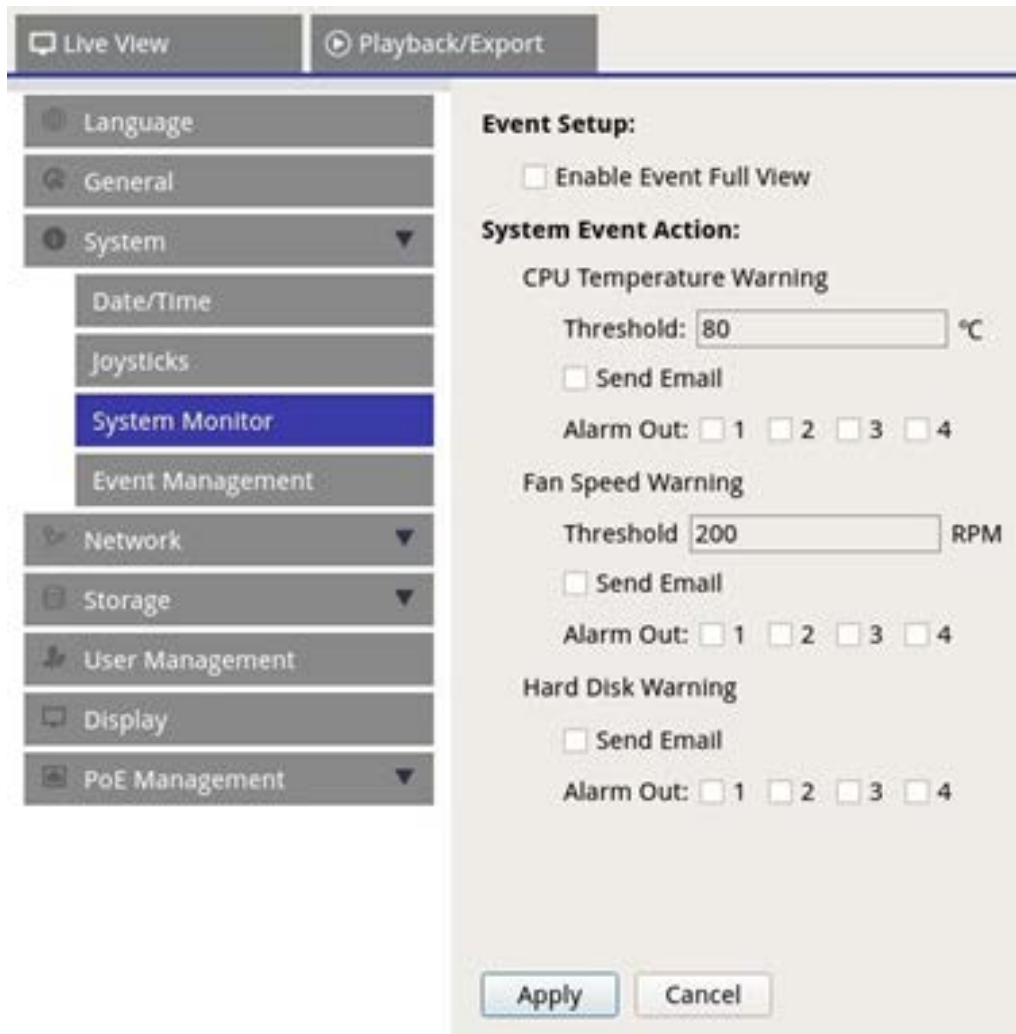 Live View
Playback/Export
Language
General
System
Date/Time
Joysticks
System Monitor
Event Management
Network
Storage
User Management
Display
PoE Management
Event Setup:
Enable Event Full View
System Event Action:
CPU Temperature Warning
Threshold: 80 °C
Send Email
Alarm Out: 1 2 3 4
Fan Speed Warning
Threshold 200 RPM
Send Email
Alarm Out: 1 2 3 4
Hard Disk Warning
Send Email
Alarm Out: 1 2 3 4
Apply Cancel